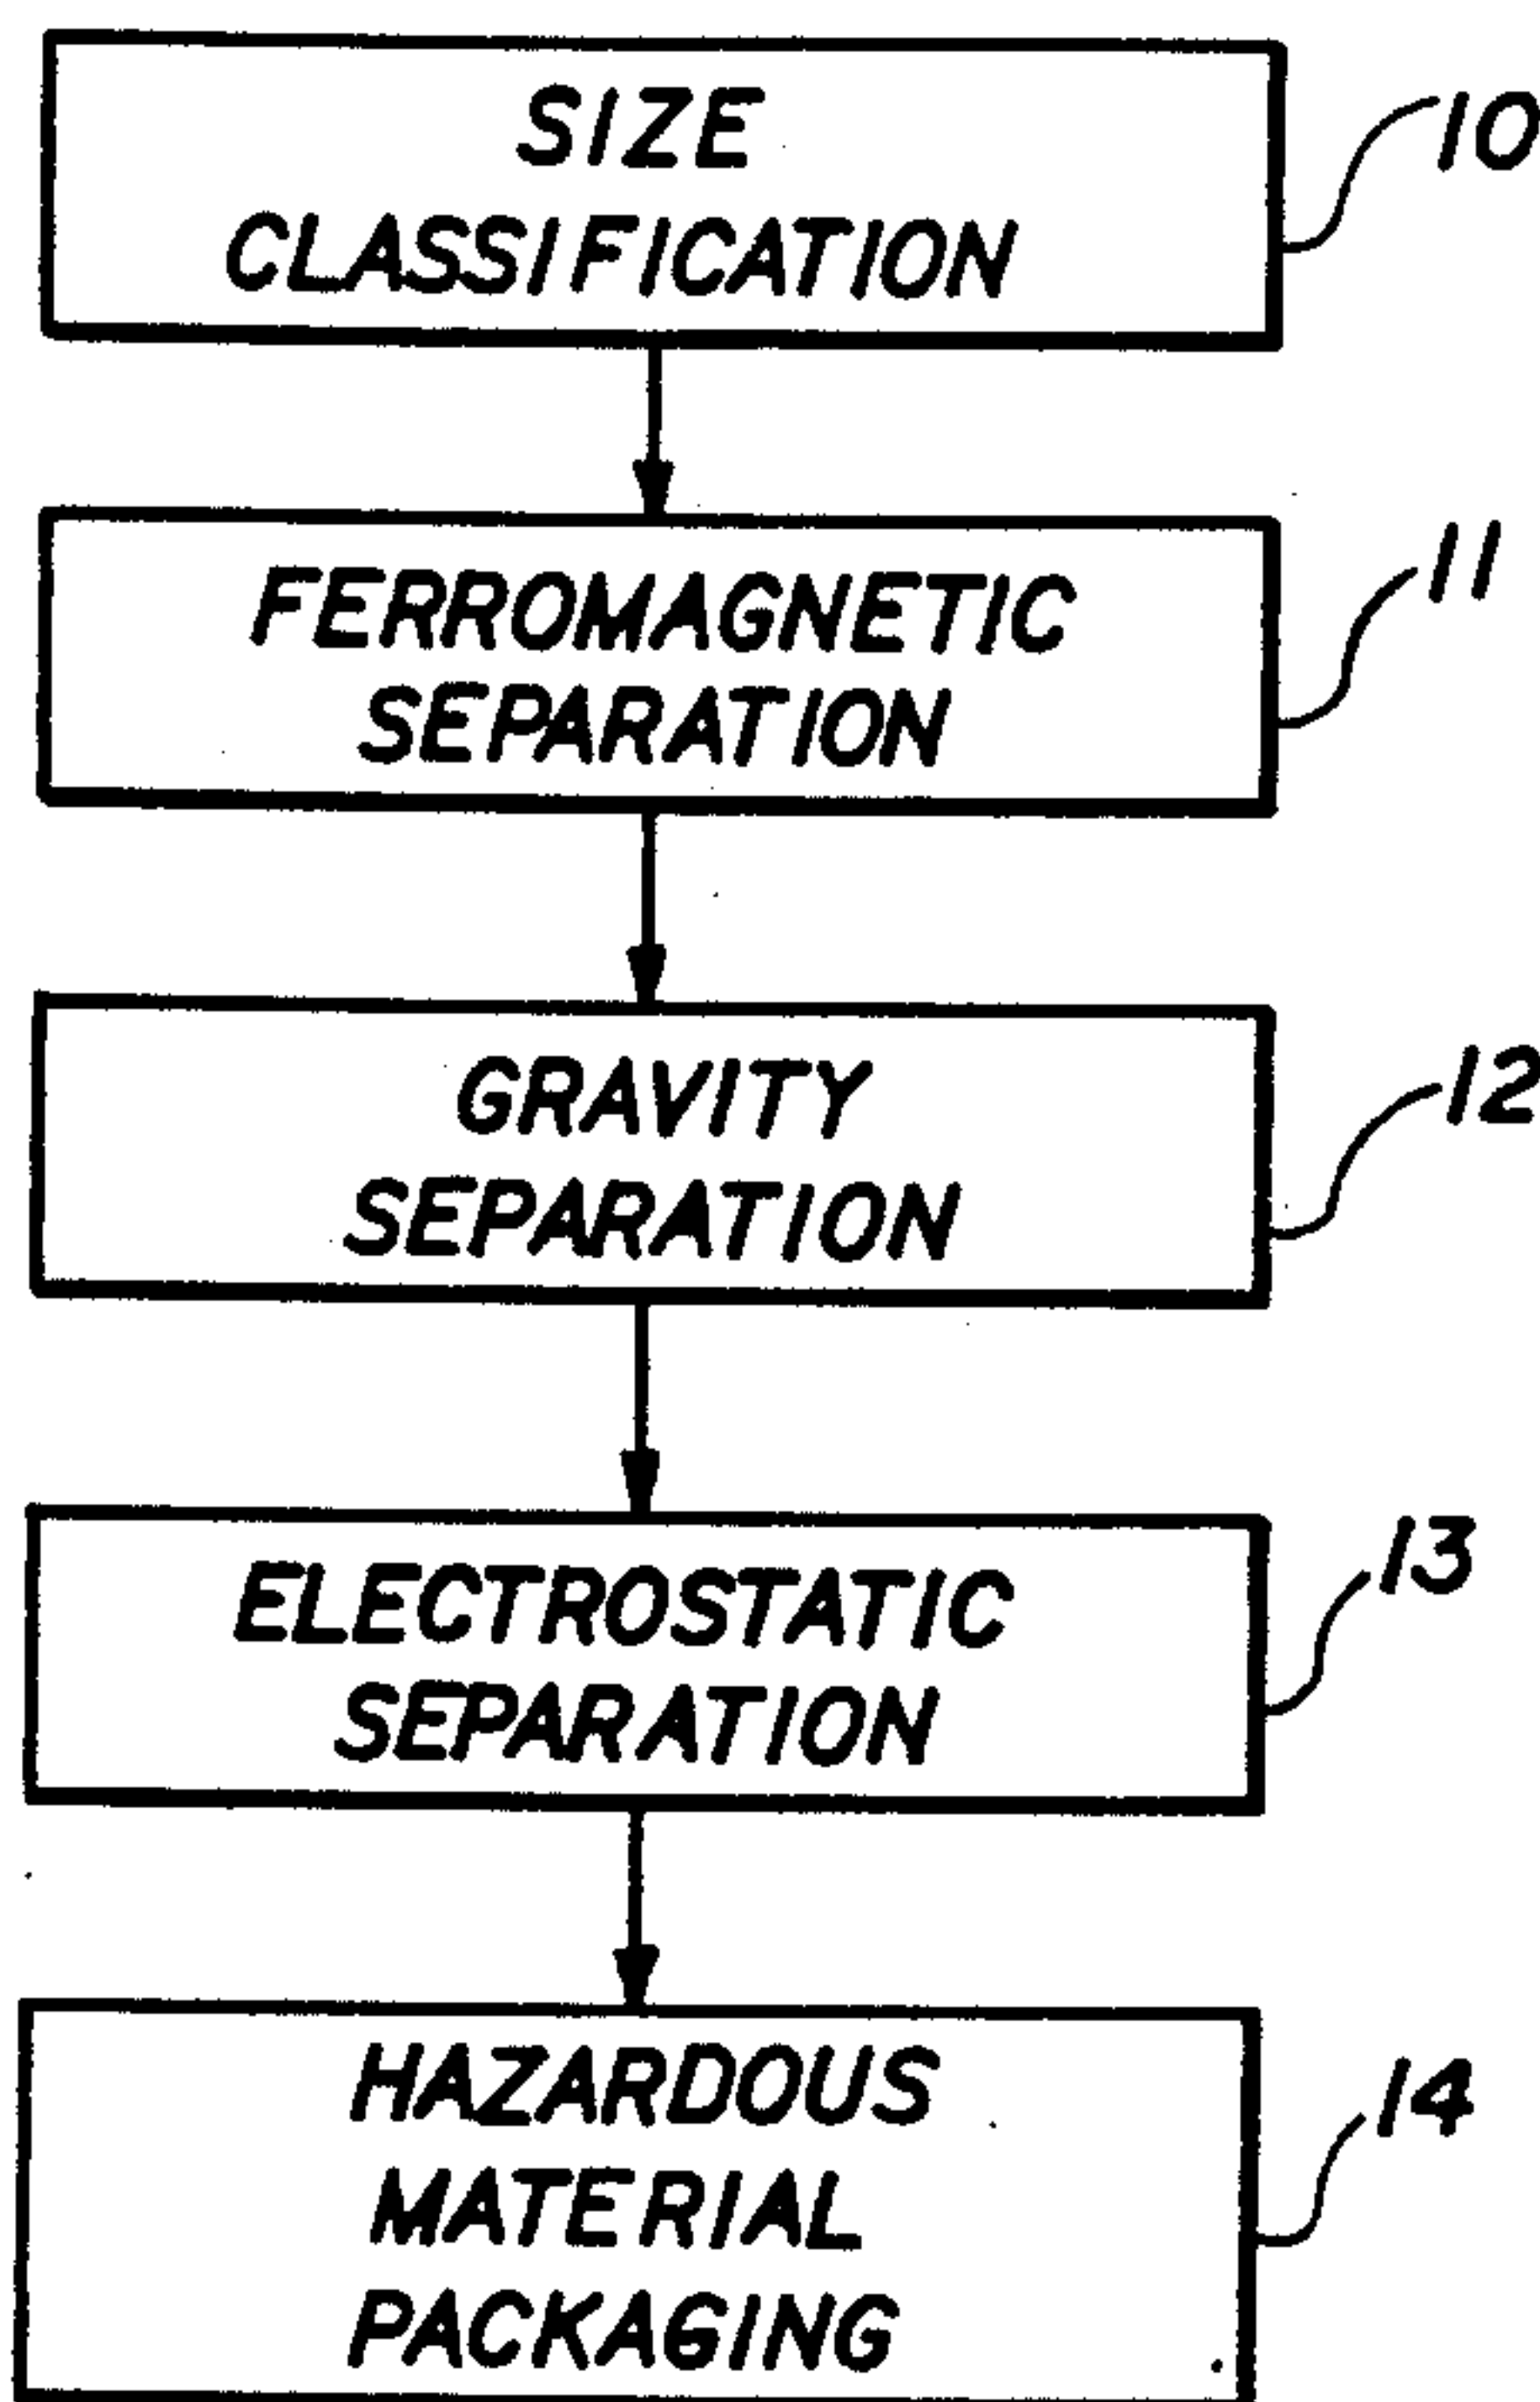 SIZE
CLASSIFICATION
10
FERROMAGNETIC
SEPARATION
11
GRAVITY
SEPARATION
12
ELECTROSTATIC
SEPARATION
13
HAZARDOUS
MATERIAL
PACKAGING
14